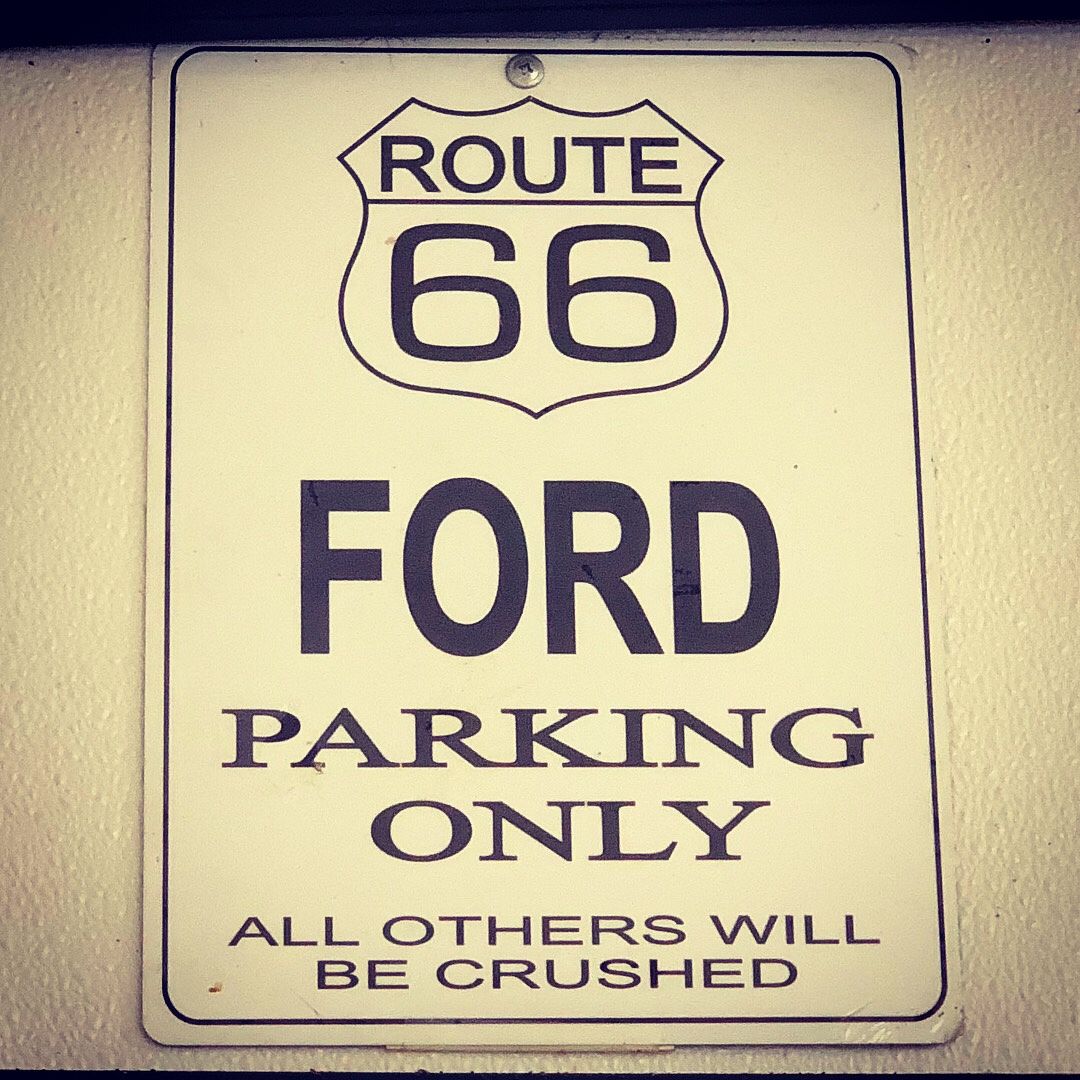 ROUTE
66
FORD
PARKING
ONLY
ALL OTHERS WILL
BE CRUSHED